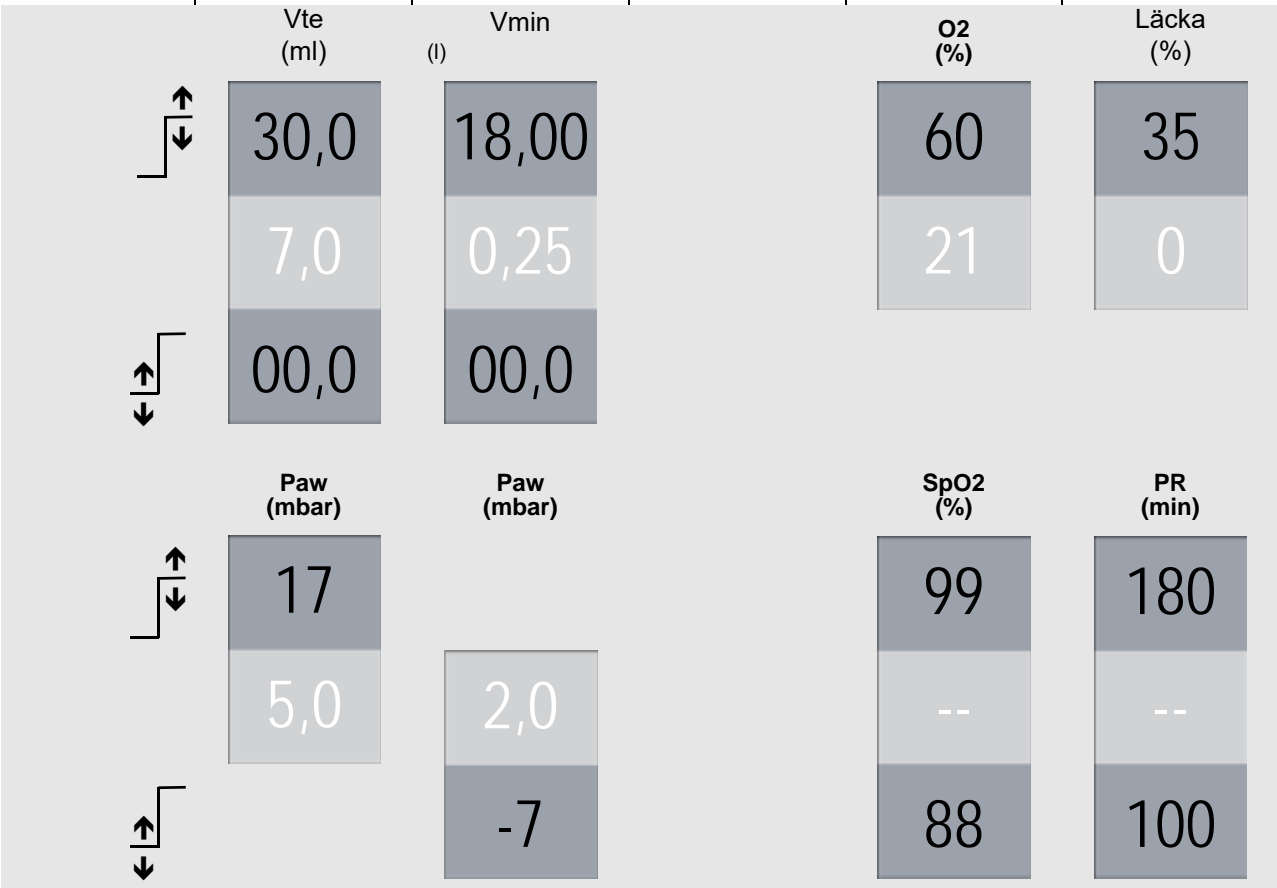 Vte Vmin O2 Läcka
(ml) (l) (%) (%)
30,0 18,00 60 35
7,0 0,25 21 0
00,0 00,0
Paw Paw SpO2 PR
(mbar) (mbar) (%) (min)
17 99 180
5,0 2,0 -- --
-7 88 100